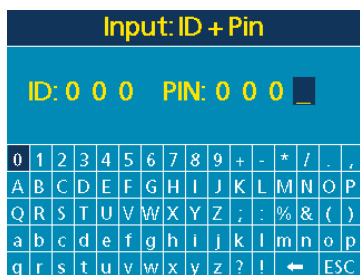 Input: ID + Pin
ID: 0 0 0 PIN: 0 0 0 _
0 1 2 3 4 5 6 7 8 9 + - * / . ,
A B C D E F G H I J K L M N O P
Q R S T U V W X Y Z ; : % & ( )
a b c d e f g h i j k l m n o p
q r s t u v w x y z ? ! ← ESC